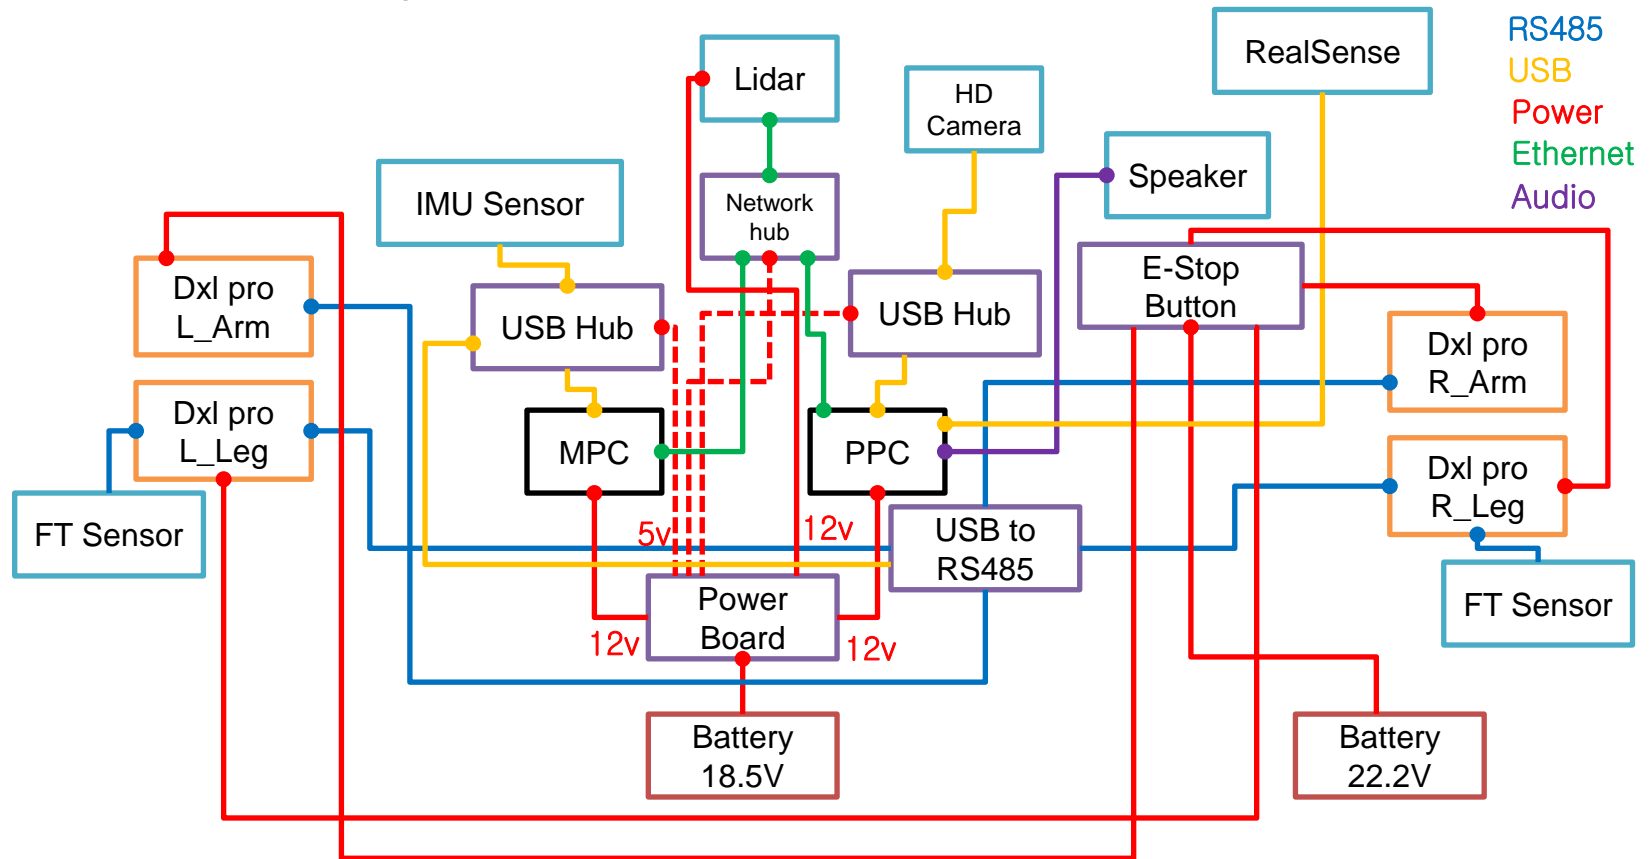 RealSense
RS485
USB
Power
Ethernet
Audio
Lidar
HD
Camera
Speaker
IMU Sensor
Network
hub
E-Stop
Button
Dxl pro
L_Arm
USB Hub
USB Hub
Dxl pro
R_Arm
Dxl pro
L_Leg
MPC
PPC
Dxl pro
R_Leg
FT Sensor
5v
12v
USB to
RS485
FT Sensor
Power
Board
12v
12v
Battery
18.5V
Battery
22.2V